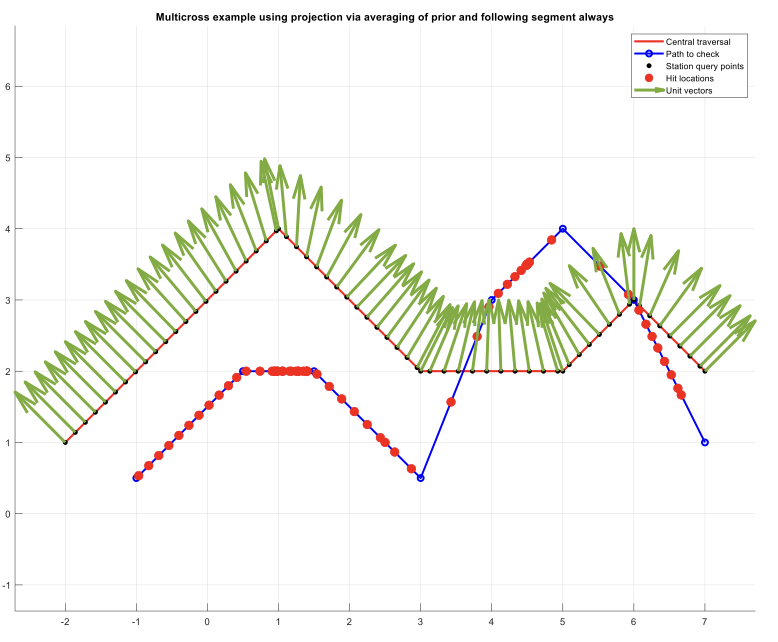 Multicross example using projection via averaging of prior and following segment always
Central traversal
Path to check
Station query points
Hit locations
Unit vectors
6
5
4
3
2
1
0
-1
-2 -1 0 1 2 3 4 5 6 7